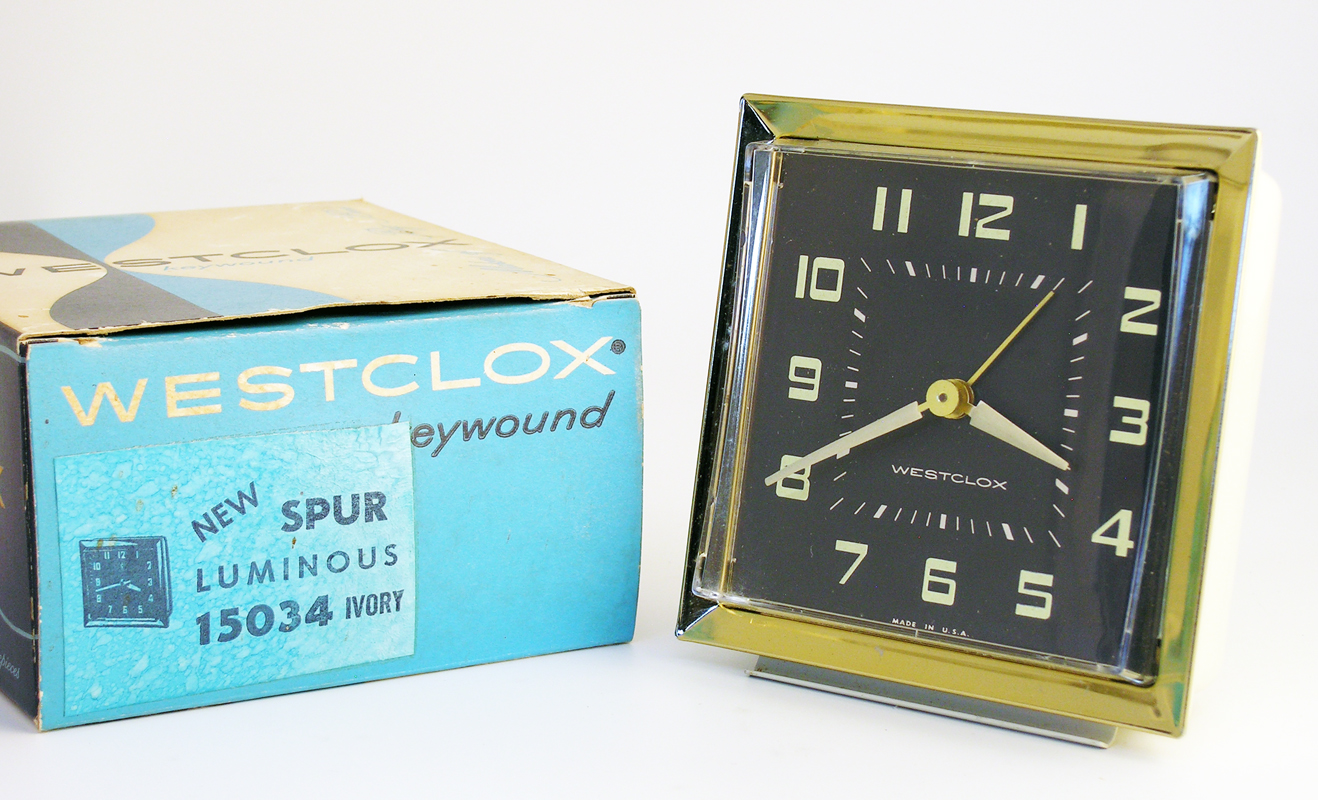 WESTCLOX
keywound
WESTCLOX
keywound
NEW SPUR
LUMINOUS
15034 IVORY
11 12 1
10 2
9 3
8 4
7 6 5
WESTCLOX
MADE IN U.S.A.